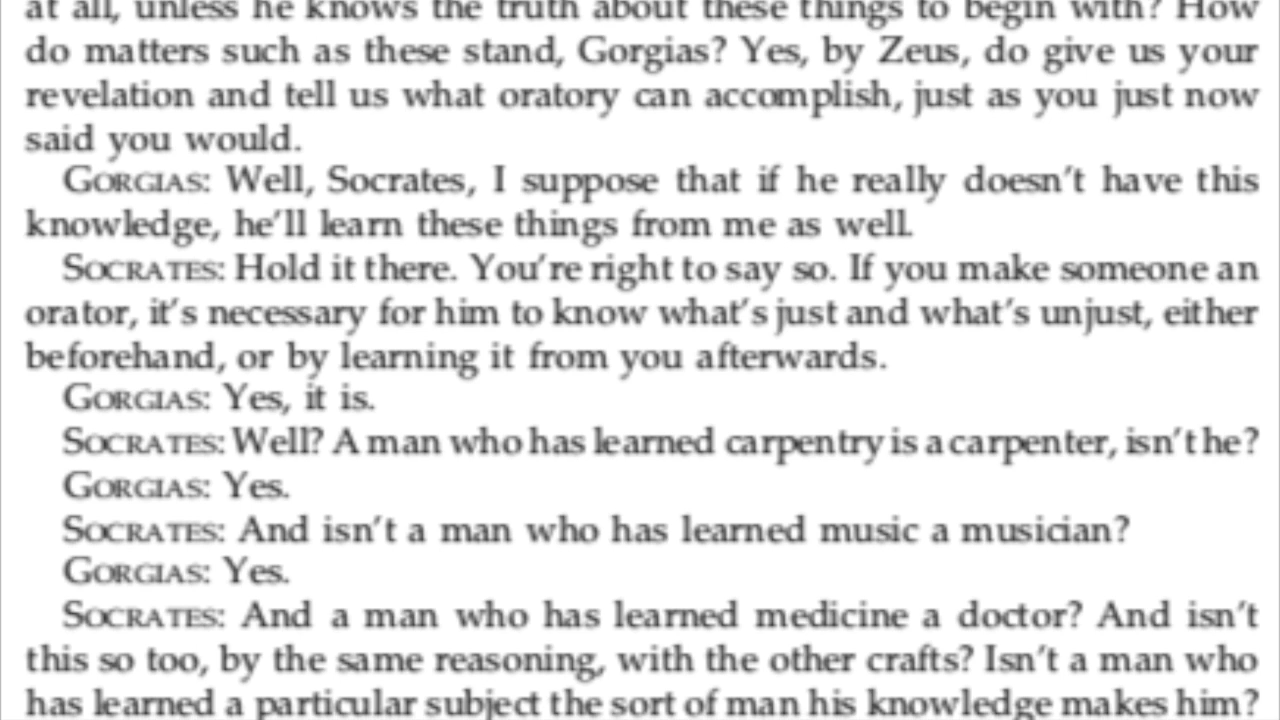 at all, unless he knows the truth about these things to begin with? How
do matters such as these stand, Gorgias? Yes, by Zeus, do give us your
revelation and tell us what oratory can accomplish, just as you just now
said you would.
GORGIAS: Well, Socrates, I suppose that if he really doesn’t have this
knowledge, he’ll learn these things from me as well.
SOCRATES: Hold it there. You’re right to say so. If you make someone an
orator, it’s necessary for him to know what’s just and what’s unjust, either
beforehand, or by learning it from you afterwards.
GORGIAS: Yes, it is.
SOCRATES: Well? A man who has learned carpentry is a carpenter, isn’t he?
GORGIAS: Yes.
SOCRATES: And isn’t a man who has learned music a musician?
GORGIAS: Yes.
SOCRATES: And a man who has learned medicine a doctor? And isn’t
this so too, by the same reasoning, with the other crafts? Isn’t a man who
has learned a particular subject the sort of man his knowledge makes him?